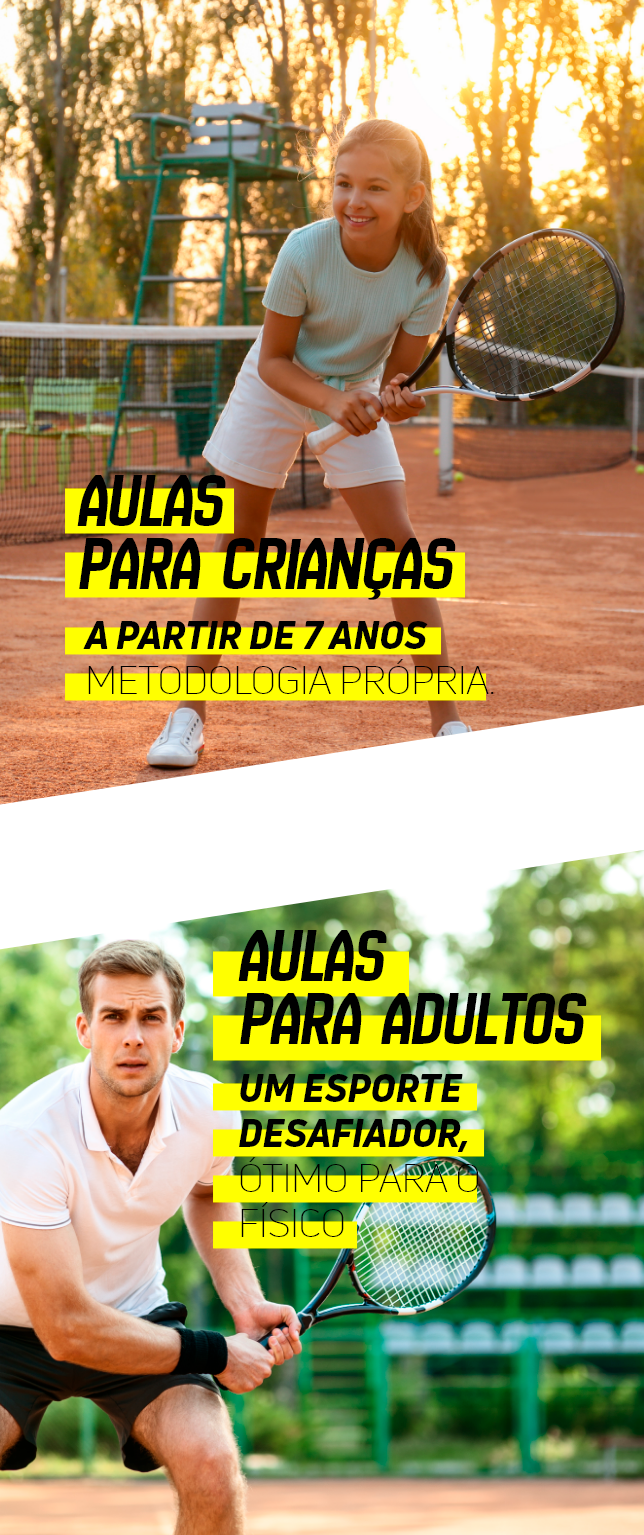 AULAS
PARA CRIANÇAS
A PARTIR DE 7 ANOS
METODOLOGIA PRÓPRIA.
AULAS
PARA ADULTOS
UM ESPORTE
DESAFIADOR,
ÓTIMO PARA O
FÍSICO